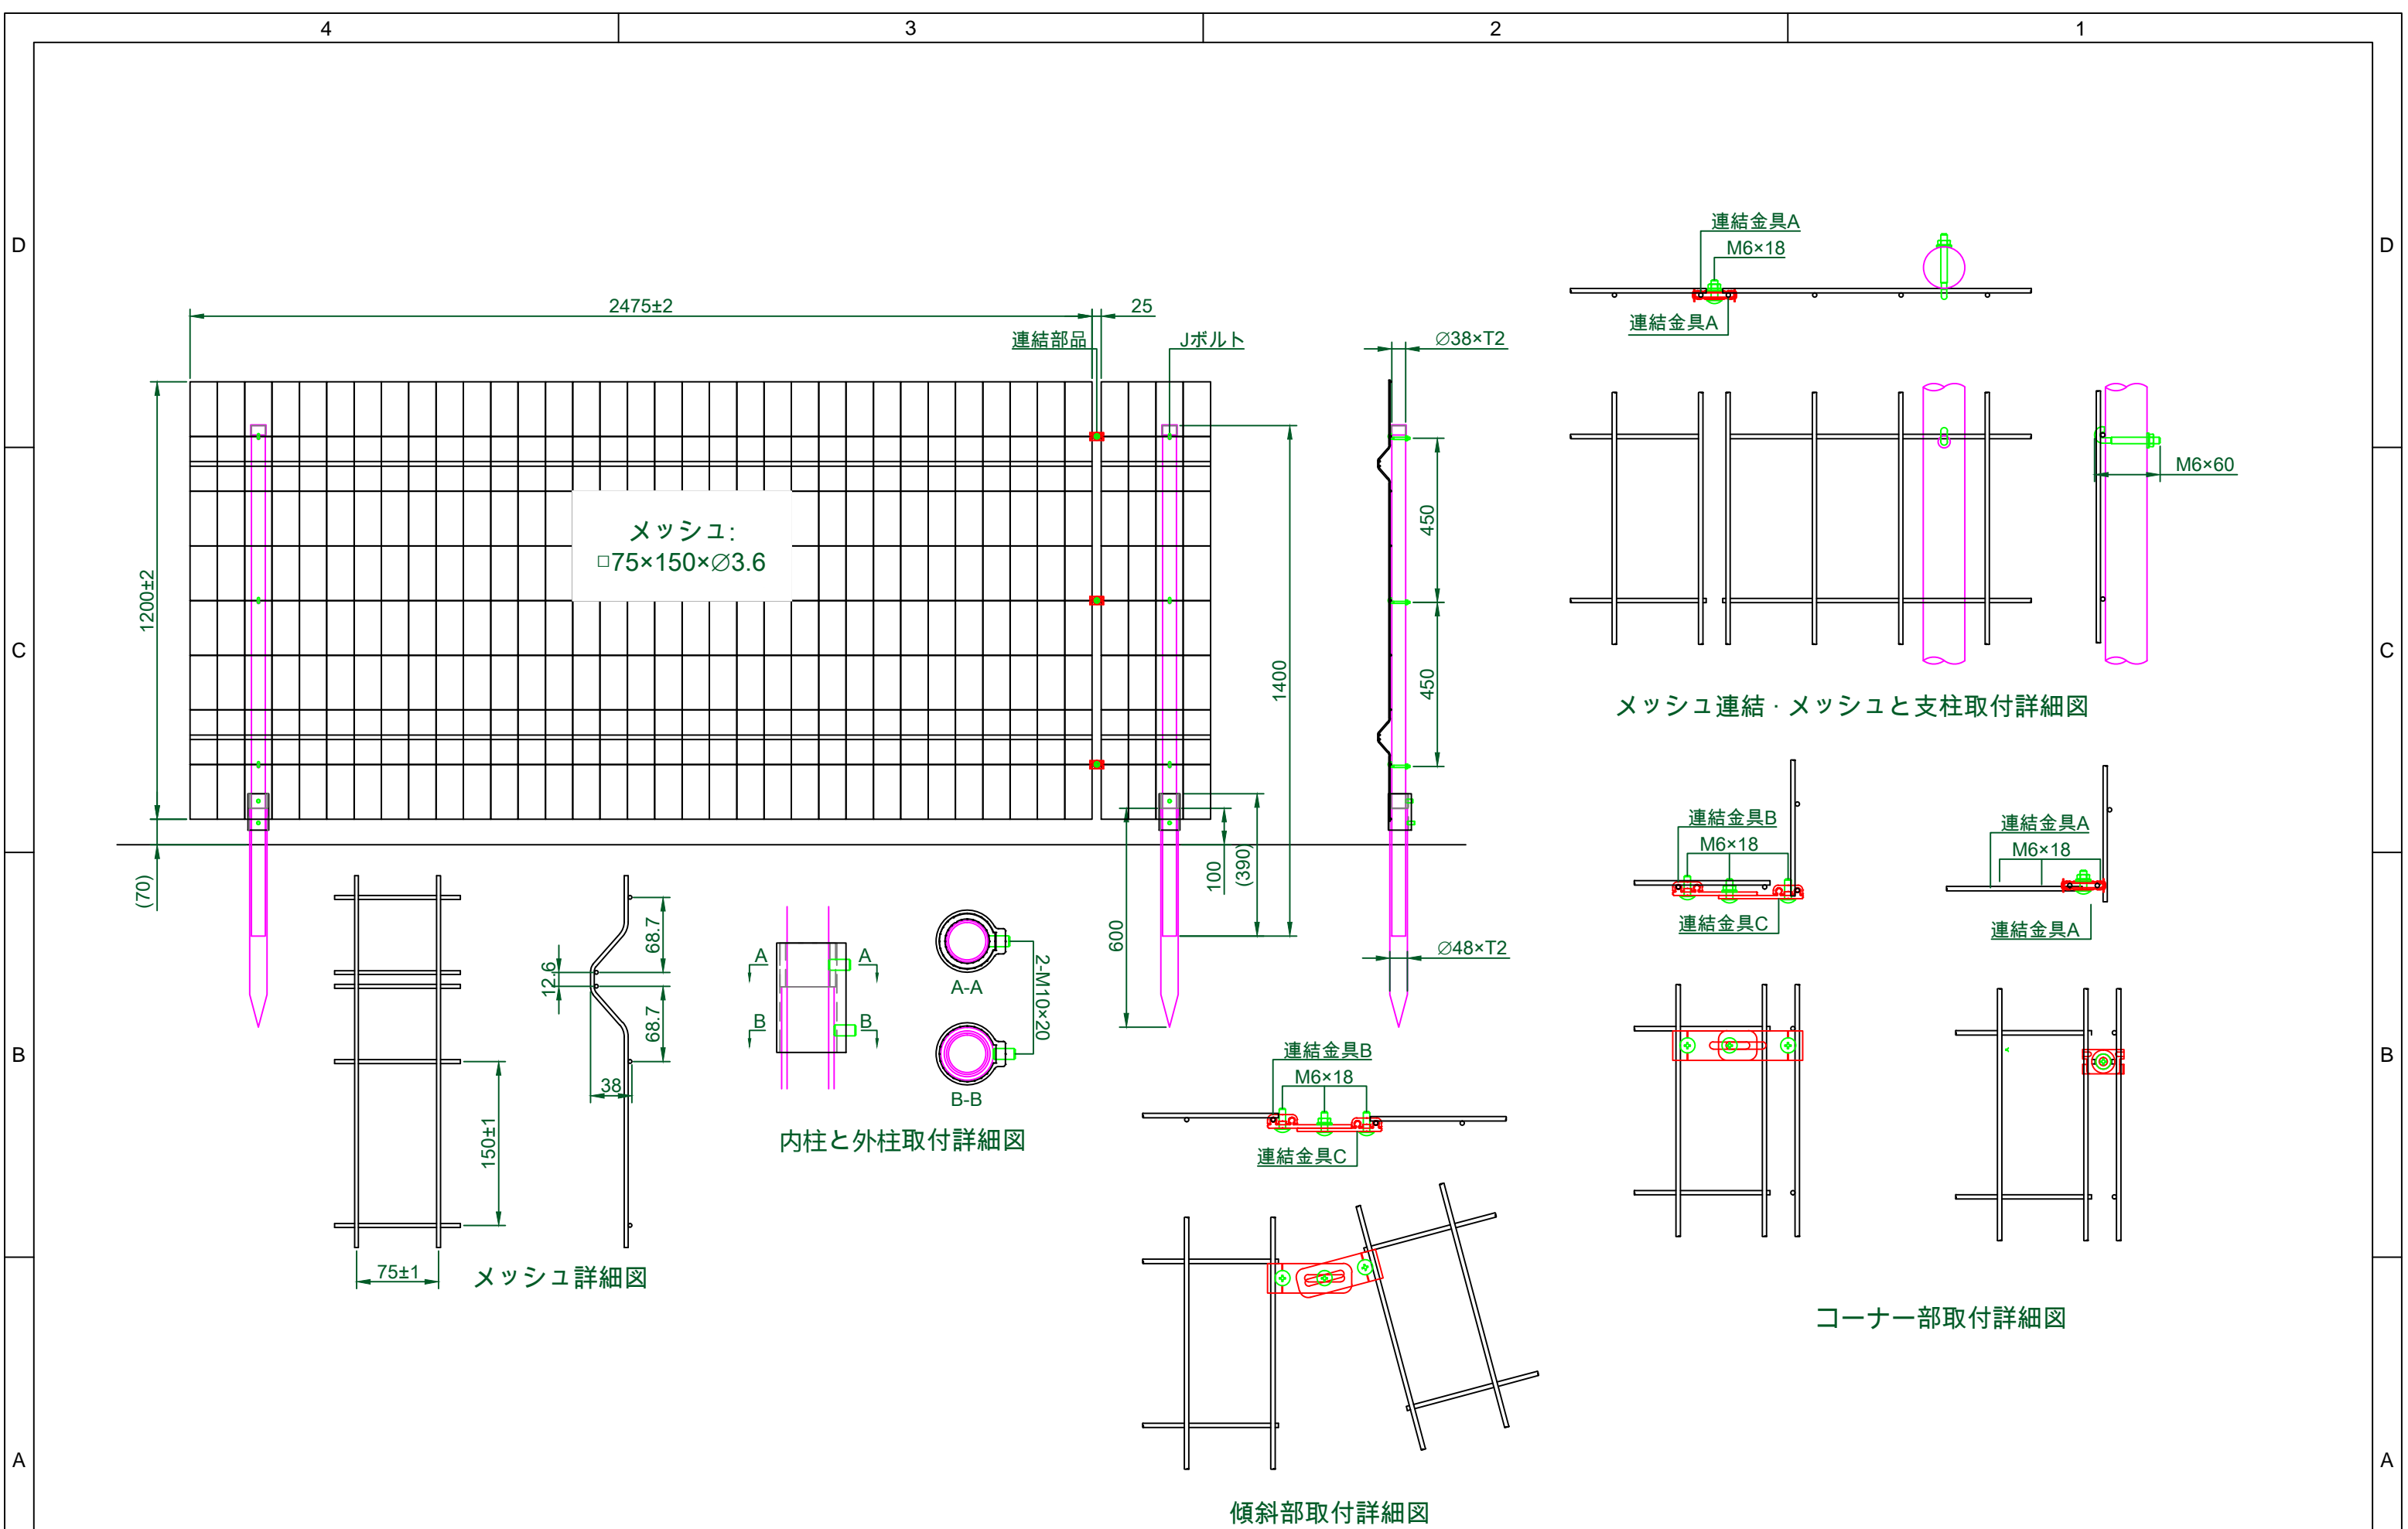 4
3
2
1
D
D
C
C
B
B
A
A
2475±2
25
連結部品
Jボルト
メッシュ:
□75×150×∅3.6
1200±2
(70)
1400
600
100
(390)
∅38×T2
450
450
∅48×T2
連結金具A
M6×18
連結金具A
M6×60
メッシュ連結・メッシュと支柱取付詳細図
連結金具B
M6×18
連結金具C
連結金具A
M6×18
連結金具A
コーナー部取付詳細図
68.7
12.6
68.7
38
150±1
75±1
メッシュ詳細図
A
A
B
B
A-A
B-B
2-M10×20
内柱と外柱取付詳細図
連結金具B
M6×18
連結金具C
傾斜部取付詳細図